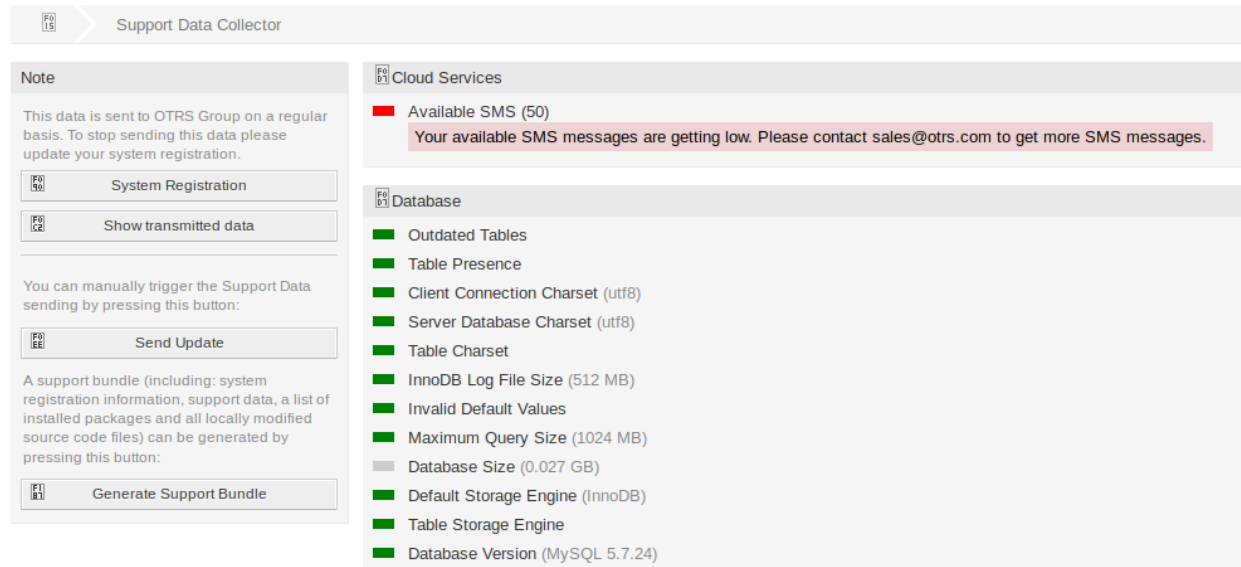 Support Data Collector
Note
This data is sent to OTRS Group on a regular
basis. To stop sending this data please
update your system registration.
System Registration
Show transmitted data
You can manually trigger the Support Data
sending by pressing this button:
Send Update
A support bundle (including: system
registration information, support data, a list of
installed packages and all locally modified
source code files) can be generated by
pressing this button:
Generate Support Bundle
Cloud Services
Available SMS (50)
Your available SMS messages are getting low. Please contact sales@otrs.com to get more SMS messages.
Database
Outdated Tables
Table Presence
Client Connection Charset (utf8)
Server Database Charset (utf8)
Table Charset
InnoDB Log File Size (512 MB)
Invalid Default Values
Maximum Query Size (1024 MB)
Database Size (0.027 GB)
Default Storage Engine (InnoDB)
Table Storage Engine
Database Version (MySQL 5.7.24)